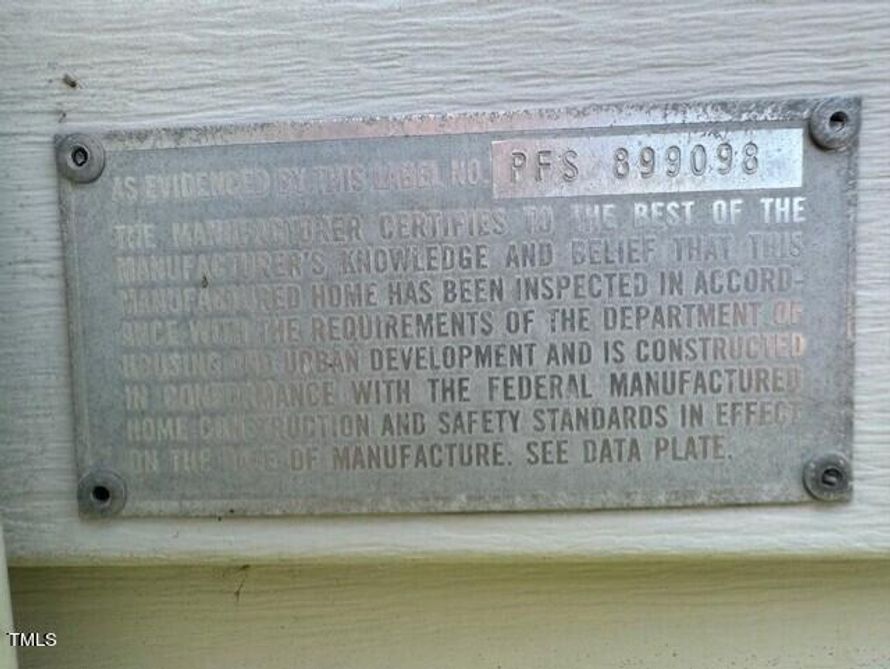 AS EVIDENCED BY THIS LABEL NO. PFS 899098
THE MANUFACTURER CERTIFIES TO THE BEST OF THE
MANUFACTURER'S KNOWLEDGE AND BELIEF THAT THIS
MANUFACTURED HOME HAS BEEN INSPECTED IN ACCORD-
ANCE WITH THE REQUIREMENTS OF THE DEPARTMENT OF
HOUSING AND URBAN DEVELOPMENT AND IS CONSTRUCTED
IN CONFORMANCE WITH THE FEDERAL MANUFACTURED
HOME CONSTRUCTION AND SAFETY STANDARDS IN EFFECT
ON THE DATE OF MANUFACTURE. SEE DATA PLATE.
TMLS